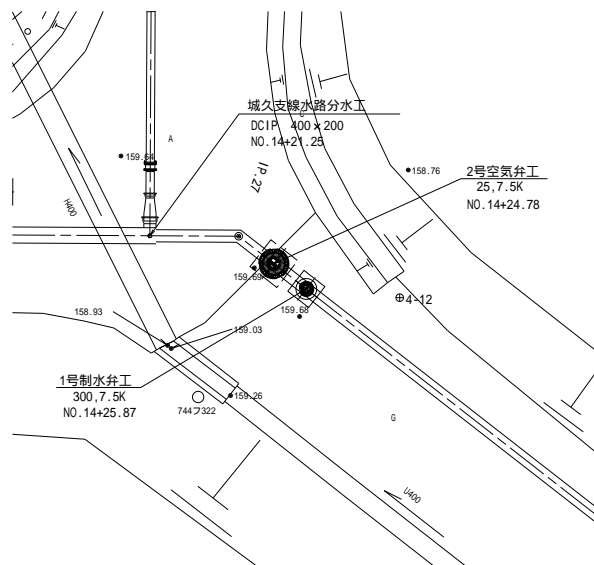 城久支線水路分水工
DCIP 400×200
NO.14+21.25
A
G
159.64
IP.27
158.76
2号空気弁工
25,7.5K
NO.14+24.78
H400
159.69
4-12
158.93
159.03
159.68
1号制水弁工
300,7.5K
NO.14+25.87
159.26
744フ322
G
U400